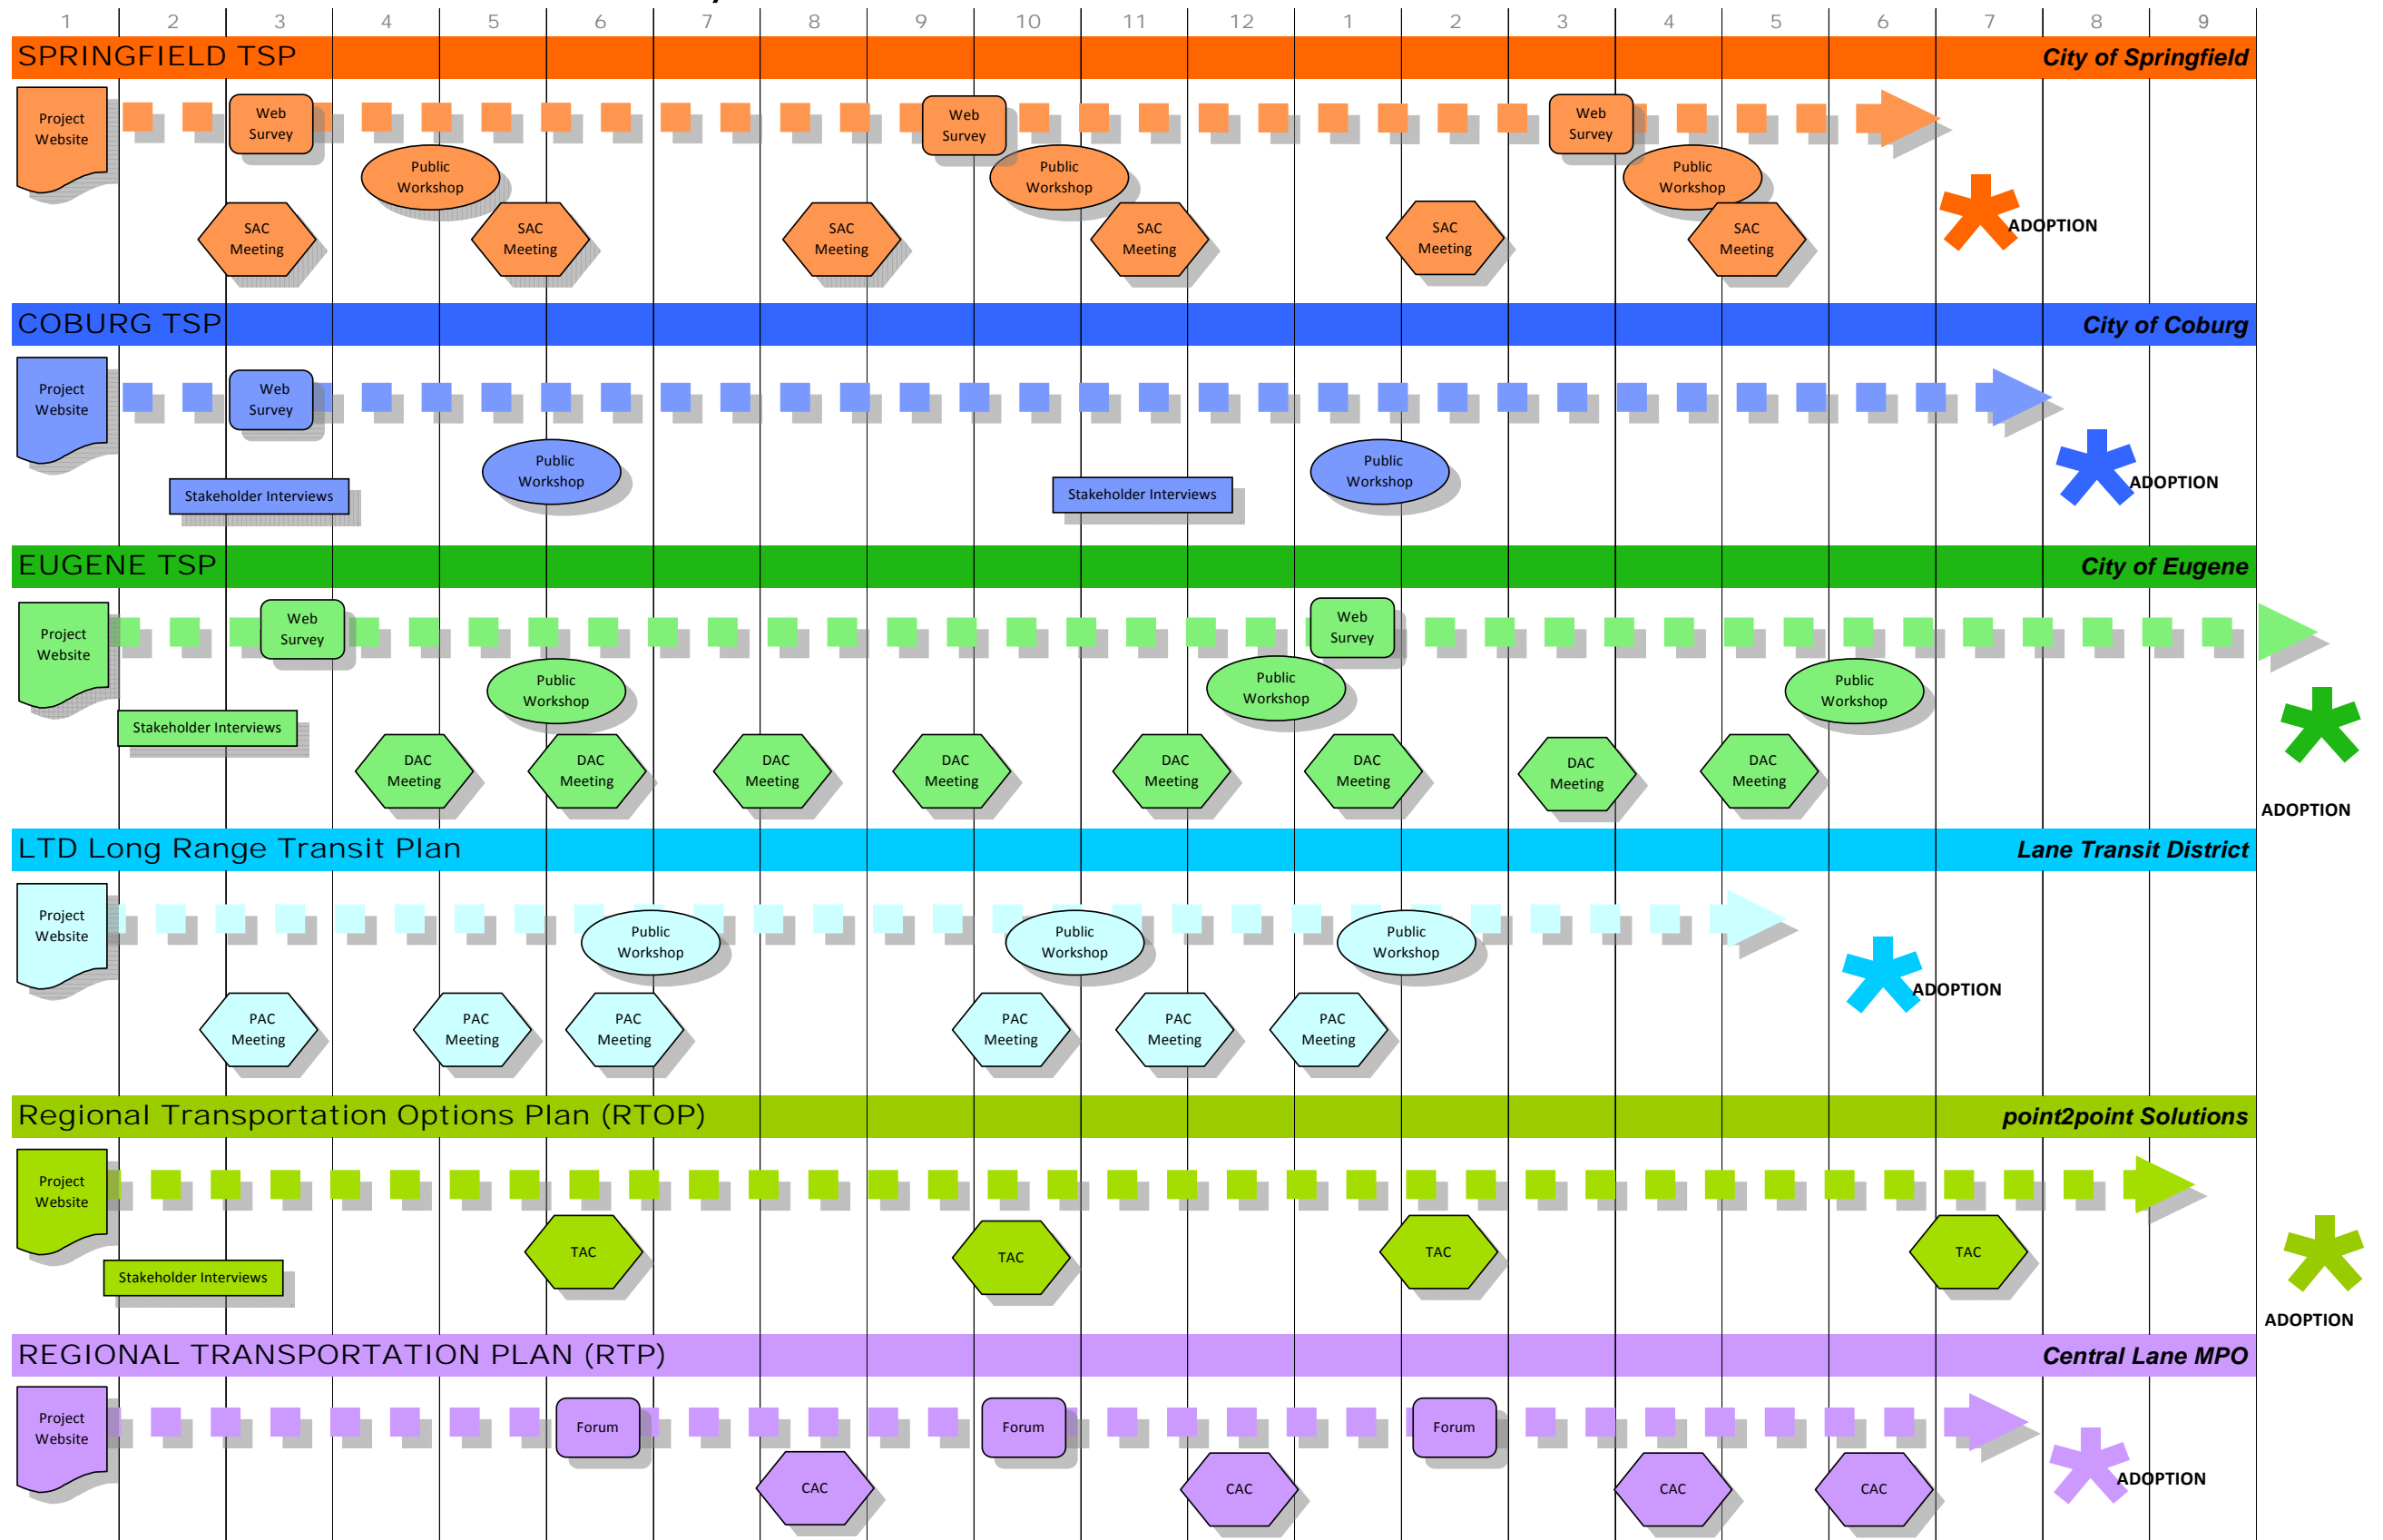 1 2 3 4 5 6 7 8 9 10 11 12 1 2 3 4 5 6 7 8 9
SPRINGFIELD TSP
City of Springfield
Project
Website
Web
Survey
Web
Survey
Web
Survey
Public
Workshop
Public
Workshop
Public
Workshop
SAC
Meeting
SAC
Meeting
SAC
Meeting
SAC
Meeting
SAC
Meeting
SAC
Meeting
ADOPTION
COBURG TSP
City of Coburg
Project
Website
Web
Survey
Public
Workshop
Public
Workshop
Stakeholder Interviews
Stakeholder Interviews
ADOPTION
EUGENE TSP
City of Eugene
Project
Website
Web
Survey
Web
Survey
Public
Workshop
Public
Workshop
Public
Workshop
Stakeholder Interviews
DAC
Meeting
DAC
Meeting
DAC
Meeting
DAC
Meeting
DAC
Meeting
DAC
Meeting
DAC
Meeting
DAC
Meeting
ADOPTION
LTD Long Range Transit Plan
Lane Transit District
Project
Website
Public
Workshop
Public
Workshop
Public
Workshop
PAC
Meeting
PAC
Meeting
PAC
Meeting
PAC
Meeting
PAC
Meeting
PAC
Meeting
ADOPTION
Regional Transportation Options Plan (RTOP)
point2point Solutions
Project
Website
Stakeholder Interviews
TAC
TAC
TAC
TAC
ADOPTION
REGIONAL TRANSPORTATION PLAN (RTP)
Central Lane MPO
Project
Website
Forum
Forum
Forum
CAC
CAC
CAC
CAC
ADOPTION